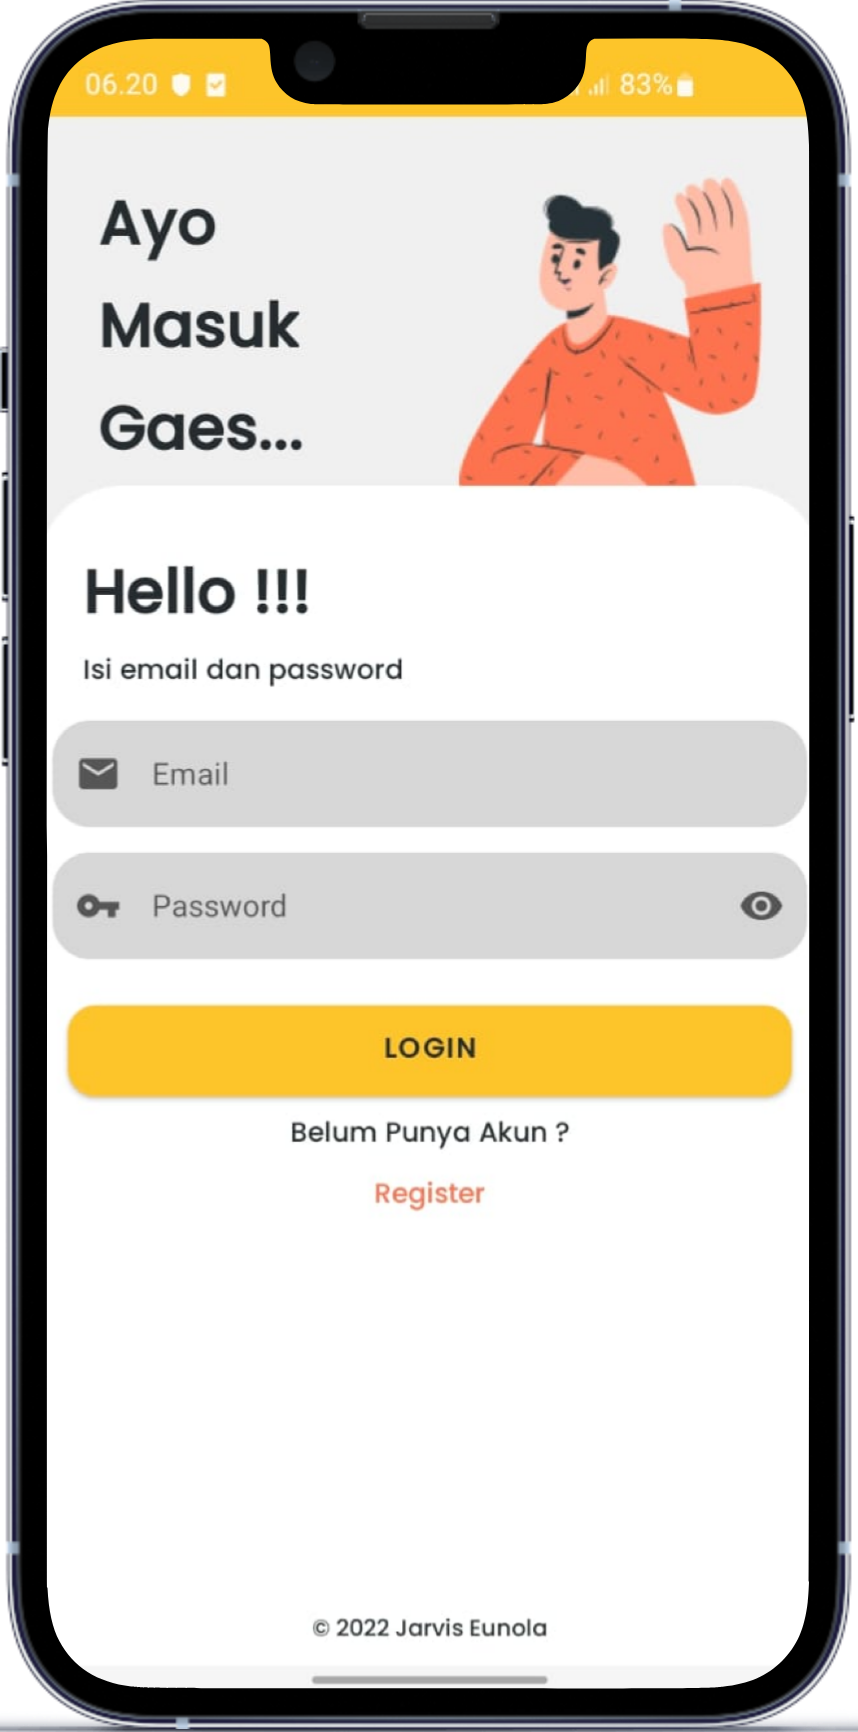 06.20 83%
Ayo
Masuk
Gaes...
Hello !!!
Isi email dan password
Email
Password
LOGIN
Belum Punya Akun ?
Register
© 2022 Jarvis Eunola